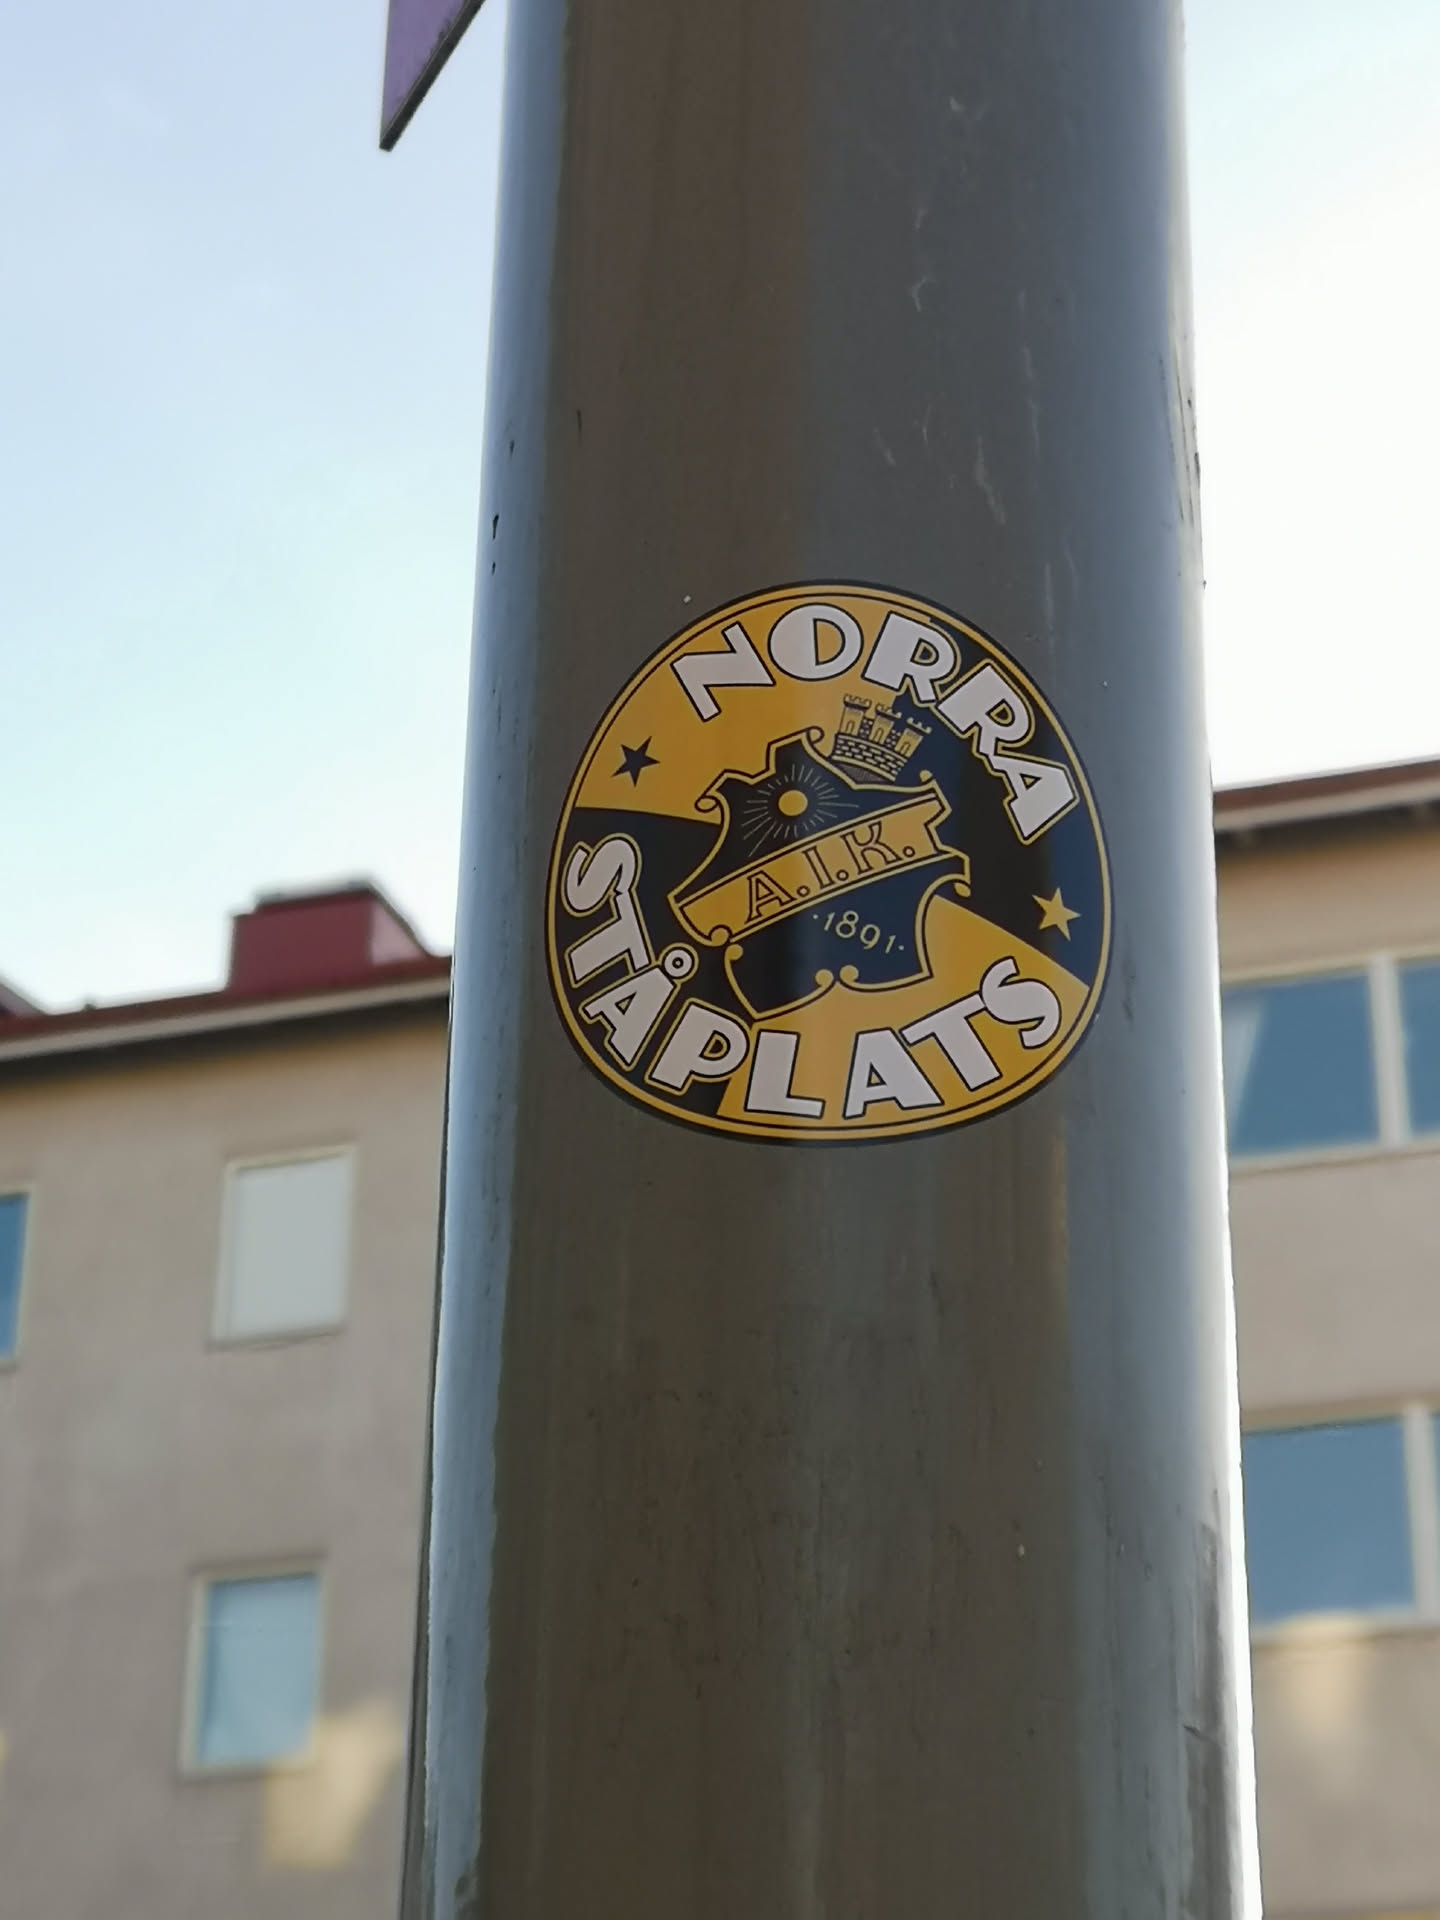 NORRA
A.I.K.
·1891·
STÅPLATS